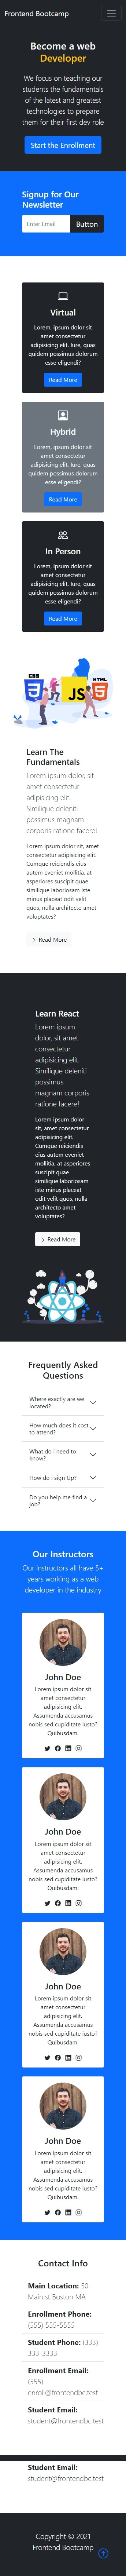 Frontend Bootcamp
Become a web
Developer
We focus on teaching our
students the fundamentals
of the latest and greatest
technologies to prepare
them for their first dev role
Start the Enrollment
Signup for Our
Newsletter
Enter Email
Button
Virtual
Lorem, ipsum dolor sit
amet consectetur
adipisicing elit. Iure, quas
quidem possimus dolorum
esse eligendi?
Read More
Hybrid
Lorem, ipsum dolor sit
amet consectetur
adipisicing elit. Iure, quas
quidem possimus dolorum
esse eligendi?
Read More
In Person
Lorem, ipsum dolor sit
amet consectetur
adipisicing elit. Iure, quas
quidem possimus dolorum
esse eligendi?
Read More
CSS
JS
HTML
Learn The
Fundamentals
Lorem ipsum dolor, sit
amet consectetur
adipisicing elit.
Similique deleniti
possimus magnam
corporis ratione facere!
Lorem ipsum dolor sit, amet
consectetur adipisicing elit.
Cumque reiciendis eius
autem eveniet mollitia, at
asperiores suscipit quae
similique laboriosam iste
minus placeat odit velit
quos, nulla architecto amet
voluptates?
Read More
Learn React
Lorem ipsum
dolor, sit amet
consectetur
adipisicing elit.
Similique deleniti
possimus
magnam corporis
ratione facere!
Lorem ipsum dolor
sit, amet consectetur
adipisicing elit.
Cumque reiciendis
eius autem eveniet
mollitia, at asperiores
suscipit quae
similique laboriosam
iste minus placeat
odit velit quos, nulla
architecto amet
voluptates?
Read More
Frequently Asked
Questions
Where exactly are we
located?
How much does it cost
to attend?
What do i need to
know?
How do i sign Up?
Do you help me find a
job?
Our Instructors
Our instructors all have 5+
years working as a web
developer in the industry
John Doe
Lorem ipsum dolor sit
amet consectetur
adipisicing elit.
Assumenda accusamus
nobis sed cupiditate iusto?
Quibusdam.
John Doe
Lorem ipsum dolor sit
amet consectetur
adipisicing elit.
Assumenda accusamus
nobis sed cupiditate iusto?
Quibusdam.
John Doe
Lorem ipsum dolor sit
amet consectetur
adipisicing elit.
Assumenda accusamus
nobis sed cupiditate iusto?
Quibusdam.
John Doe
Lorem ipsum dolor sit
amet consectetur
adipisicing elit.
Assumenda accusamus
nobis sed cupiditate iusto?
Quibusdam.
Contact Info
Main Location: 50
Main st Boston MA
Enrollment Phone:
(555) 555-5555
Student Phone: (333)
333-3333
Enrollment Email:
(555)
enroll@frontendbc.test
Student Email:
student@frontendbc.test
Student Email:
student@frontendbc.test
Copyright © 2021
Frontend Bootcamp